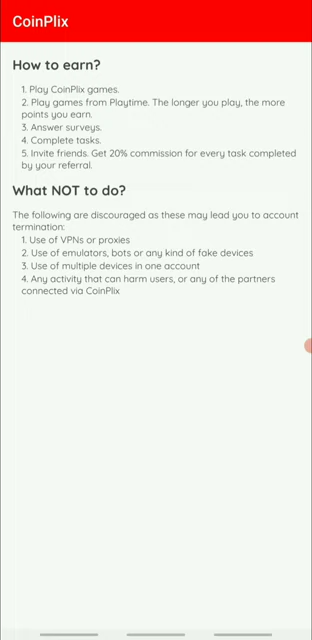 CoinPlix
How to earn?
1. Play CoinPlix games.
2. Play games from Playtime. The longer you play, the more
points you earn.
3. Answer surveys.
4. Complete tasks.
5. Invite friends. Get 20% commission for every task completed
by your referral.
What NOT to do?
The following are discouraged as these may lead you to account
termination:
1. Use of VPNs or proxies
2. Use of emulators, bots or any kind of fake devices
3. Use of multiple devices in one account
4. Any activity that can harm users, or any of the partners
connected via CoinPlix